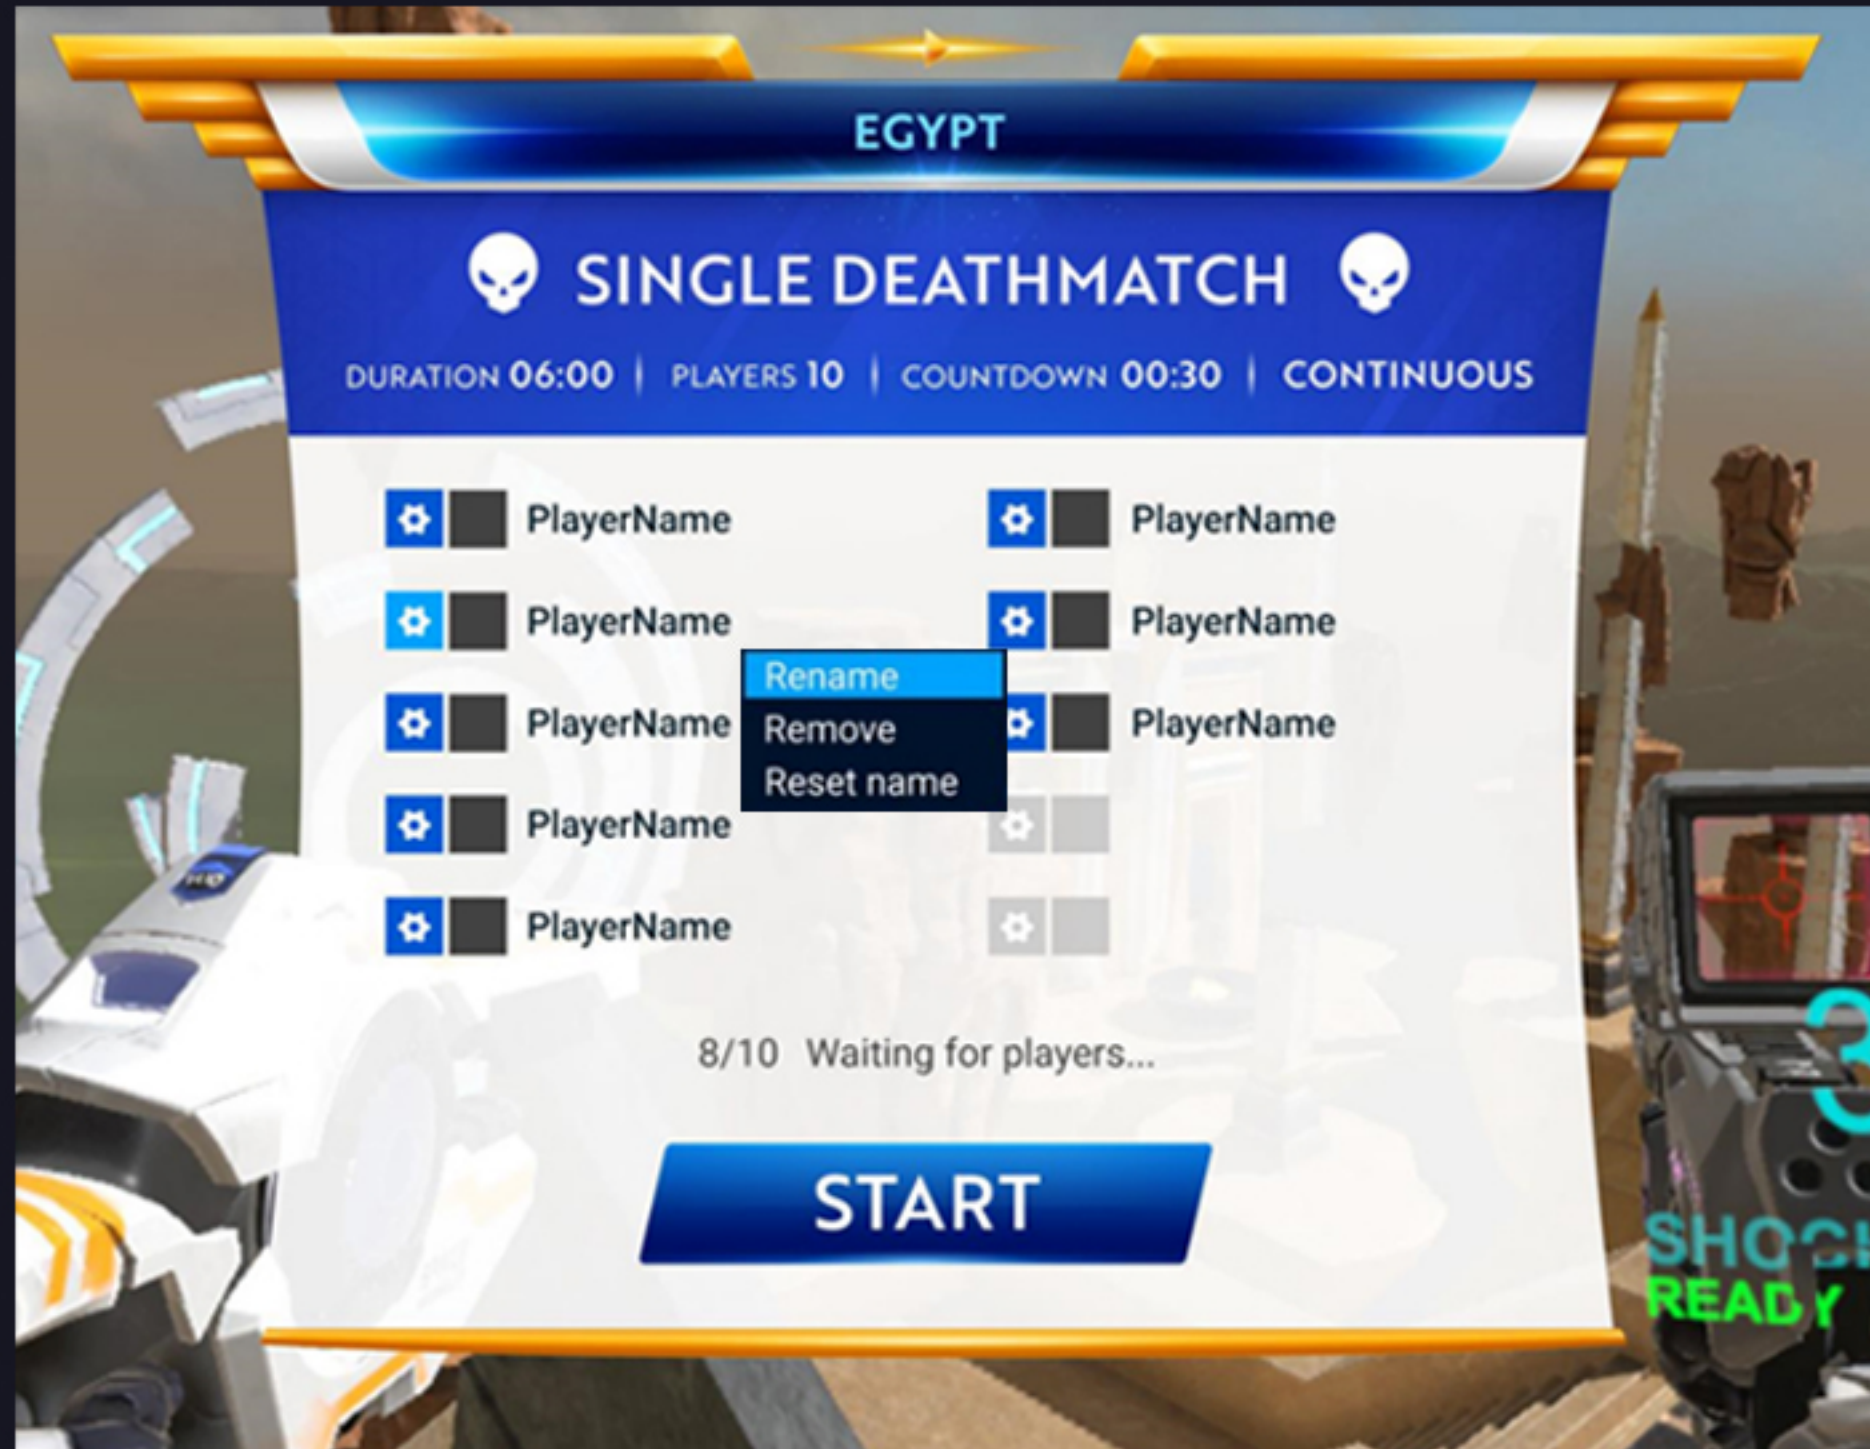 EGYPT
SINGLE DEATHMATCH
DURATION 06:00 | PLAYERS 10 | COUNTDOWN 00:30 | CONTINUOUS
PlayerName PlayerName
PlayerName PlayerName
Rename
PlayerName PlayerName
Remove
Reset name
PlayerName
PlayerName
8/10 Waiting for players...
START
READY